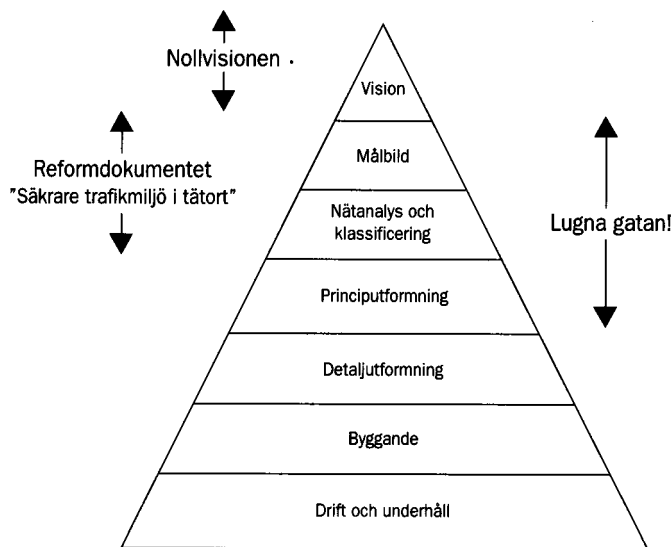 Nollvisionen
Vision
Reformdokumentet
"Säkrare trafikmiljö i tätort"
Målbild
Nätanalys och
klassificering
Lugna gatan!
Principutformning
Detaljutformning
Byggande
Drift och underhåll